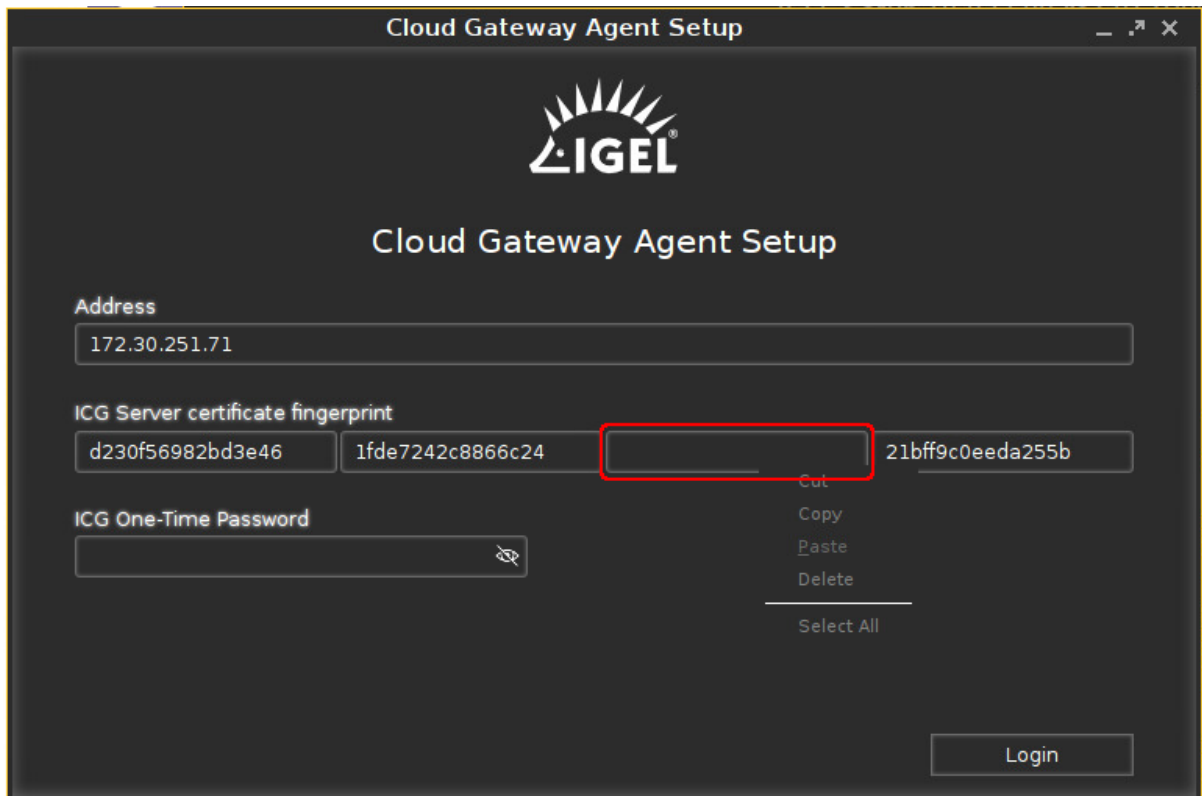 Cloud Gateway Agent Setup
IGEL®
Cloud Gateway Agent Setup
Address
172.30.251.71
ICG Server certificate fingerprint
d230f56982bd3e46 1fde7242c8866c24 21bff9c0eeda255b
Cut
Copy
Paste
Delete
Select All
ICG One-Time Password
Login